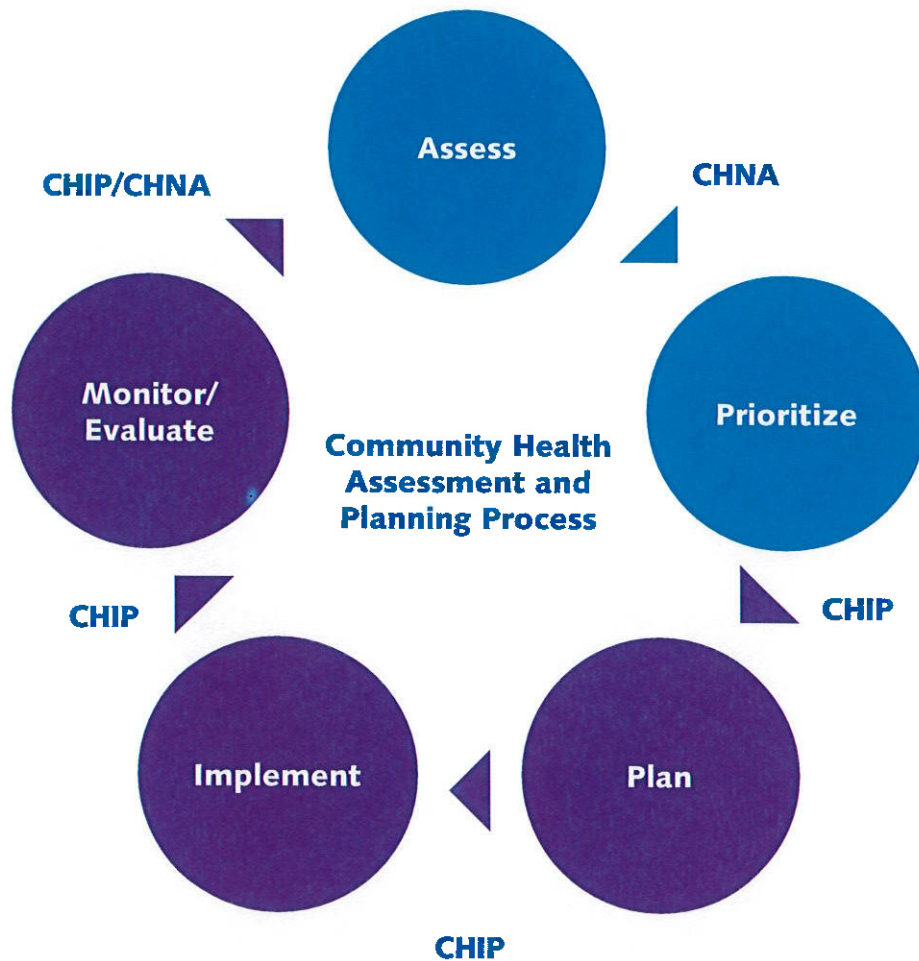 Assess
CHIP/CHNA
CHNA
Monitor/
Evaluate
Prioritize
Community Health
Assessment and
Planning Process
CHIP
CHIP
Implement
Plan
CHIP